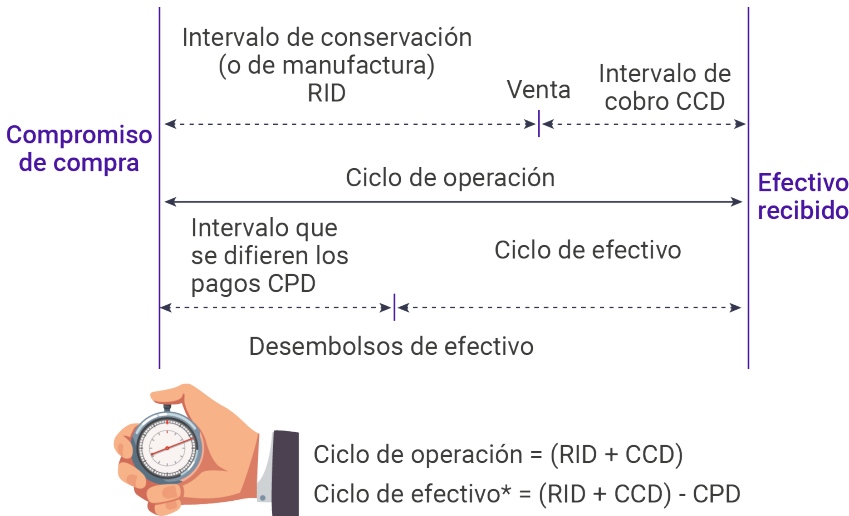 Intervalo de conservación
(o de manufactura)
RID
Venta
Intervalo de
cobro CCD
Compromiso
de compra
Ciclo de operación
Efectivo
recibido
Intervalo que
se difieren los
pagos CPD
Ciclo de efectivo
Desembolsos de efectivo
Ciclo de operación = (RID + CCD)
Ciclo de efectivo* = (RID + CCD) - CPD